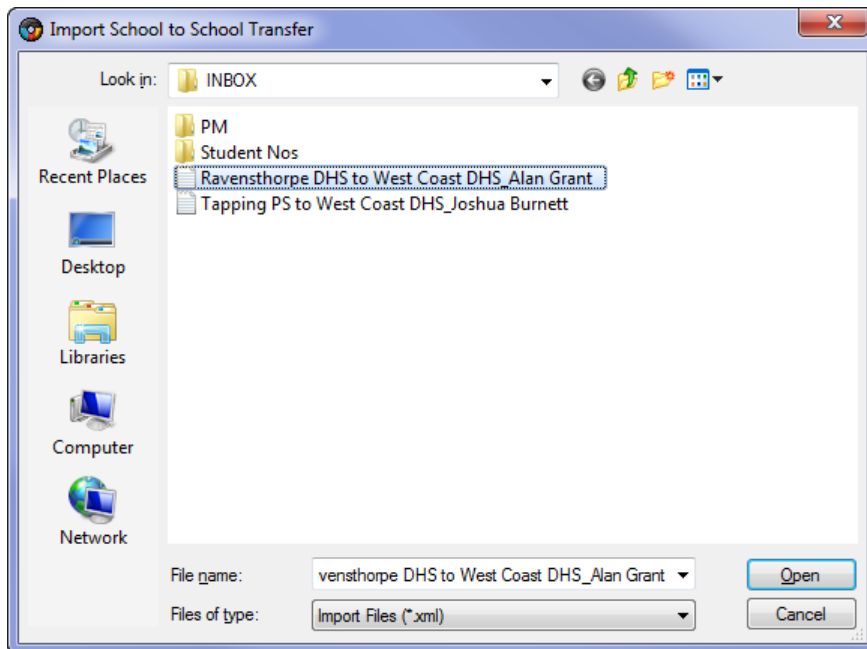 Import School to School Transfer
Look in:
INBOX
Recent Places
Desktop
Libraries
Computer
Network
PM
Student Nos
Ravensthorpe DHS to West Coast DHS_Alan Grant
Tapping PS to West Coast DHS_Joshua Burnett
File name:
vensthorpe DHS to West Coast DHS_Alan Grant
Open
Files of type:
Import Files (*.xml)
Cancel